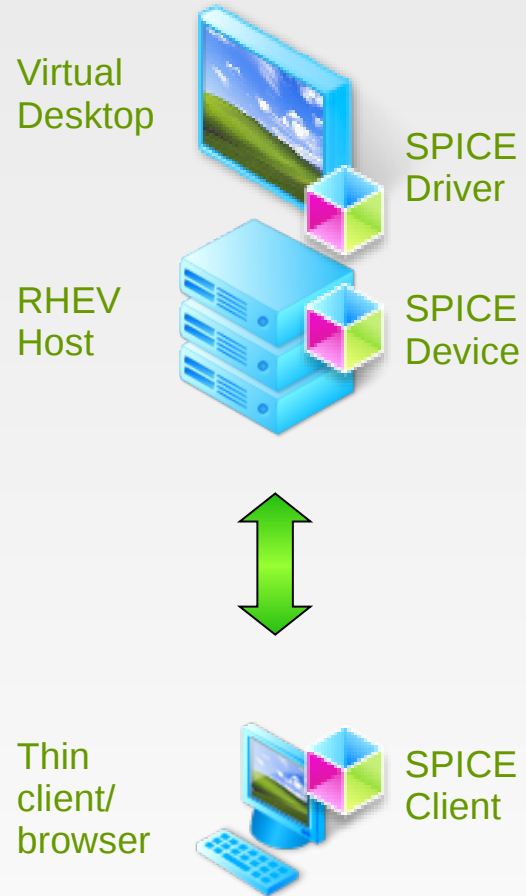 Virtual
Desktop
SPICE
Driver
RHEV
Host
SPICE
Device
Thin
client/
browser
SPICE
Client